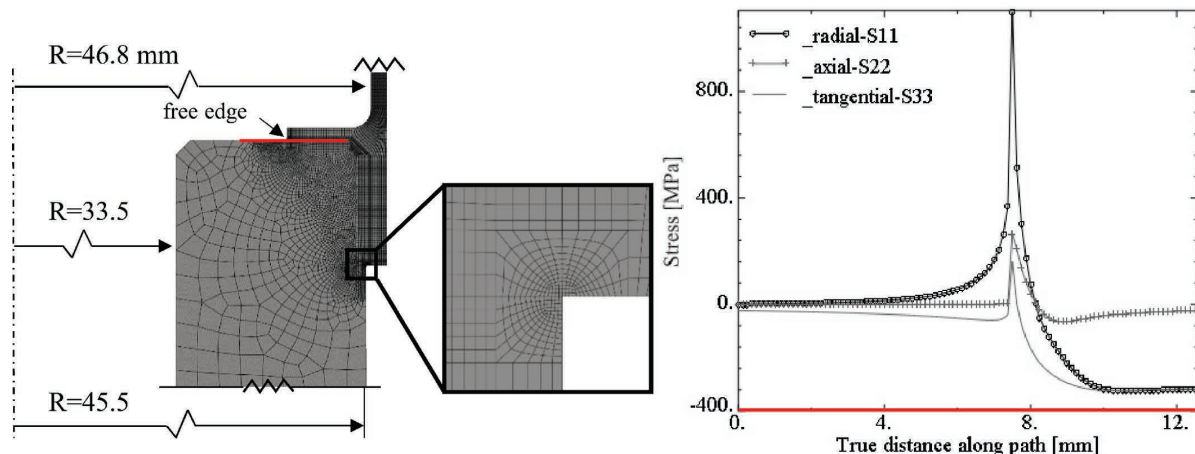 R=46.8 mm
free edge
R=33.5
R=45.5
_radial-S11
_axial-S22
_tangential-S33
Stress [MPa]
800.
400.
0.
-400.
0.
4.
8.
12.
True distance along path [mm]